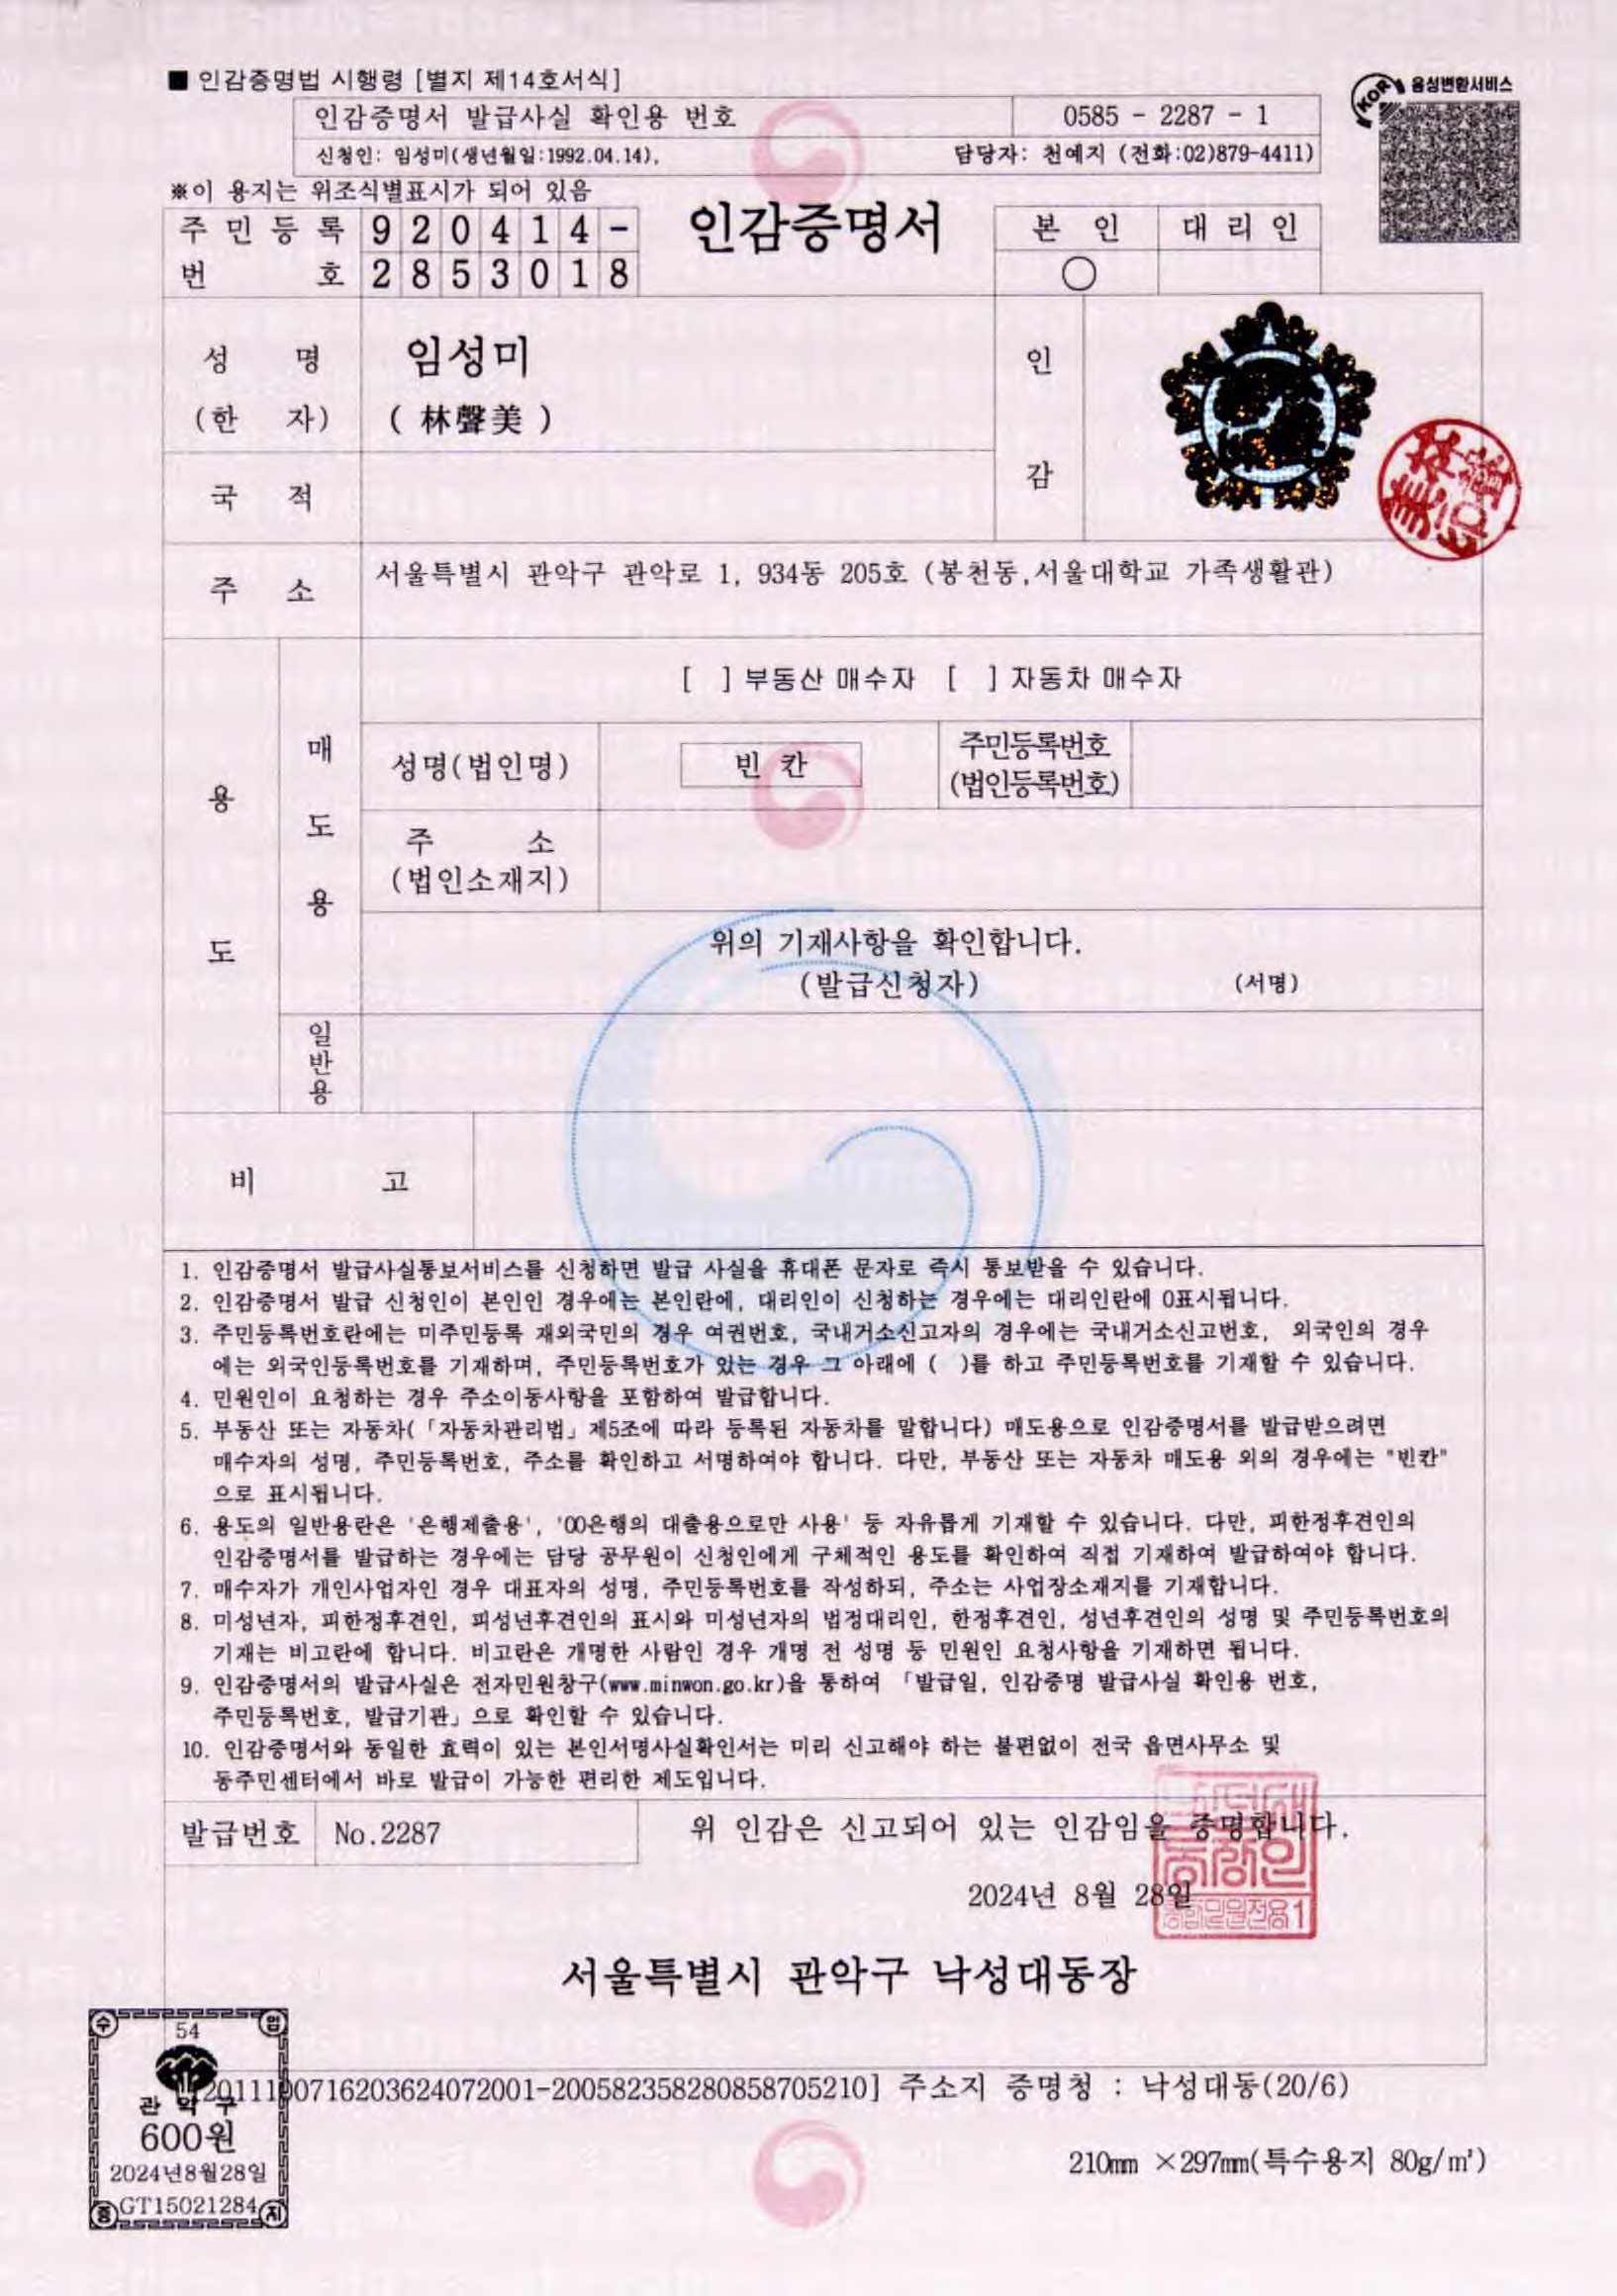 ■ 인감증명법 시행령 [별지 제14호서식]
음성변환서비스
KOR
인감증명서 발급사실 확인용 번호 0585 - 2287 - 1
신청인: 임성미(생년월일:1992.04.14), 담당자: 천예지 (전화:02)879-4411)
※이 용지는 위조식별표시가 되어 있음
주민등록 번호 920414-2853018
인감증명서
본 인 대 리 인
○
성 명 임성미
(한 자) ( 林聲美 )
인 감
국 적
주 소 서울특별시 관악구 관악로 1, 934동 205호 (봉천동,서울대학교 가족생활관)
용 도
매 도 용
[ ] 부동산 매수자 [ ] 자동차 매수자
성명(법인명) 빈 칸 주민등록번호
(법인등록번호)
주 소
(법인소재지)
위의 기재사항을 확인합니다.
(발급신청자) (서명)
일 반 용
비 고
1. 인감증명서 발급사실통보서비스를 신청하면 발급 사실을 휴대폰 문자로 즉시 통보받을 수 있습니다.
2. 인감증명서 발급 신청인이 본인인 경우에는 본인란에, 대리인이 신청하는 경우에는 대리인란에 0표시됩니다.
3. 주민등록번호란에는 미주민등록 재외국민의 경우 여권번호, 국내거소신고자의 경우에는 국내거소신고번호, 외국인의 경우
에는 외국인등록번호를 기재하며, 주민등록번호가 있는 경우 그 아래에 ( )를 하고 주민등록번호를 기재할 수 있습니다.
4. 민원인이 요청하는 경우 주소이동사항을 포함하여 발급합니다.
5. 부동산 또는 자동차(「자동차관리법」제5조에 따라 등록된 자동차를 말합니다) 매도용으로 인감증명서를 발급받으려면
매수자의 성명, 주민등록번호, 주소를 확인하고 서명하여야 합니다. 다만, 부동산 또는 자동차 매도용 외의 경우에는 "빈칸"
으로 표시됩니다.
6. 용도의 일반용란은 '은행제출용', '00은행의 대출용으로만 사용' 등 자유롭게 기재할 수 있습니다. 다만, 피한정후견인의
인감증명서를 발급하는 경우에는 담당 공무원이 신청인에게 구체적인 용도를 확인하여 직접 기재하여 발급하여야 합니다.
7. 매수자가 개인사업자인 경우 대표자의 성명, 주민등록번호를 작성하되, 주소는 사업장소재지를 기재합니다.
8. 미성년자, 피한정후견인, 피성년후견인의 표시와 미성년자의 법정대리인, 한정후견인, 성년후견인의 성명 및 주민등록번호의
기재는 비고란에 합니다. 비고란은 개명한 사람인 경우 개명 전 성명 등 민원인 요청사항을 기재하면 됩니다.
9. 인감증명서의 발급사실은 전자민원창구(www.minwon.go.kr)을 통하여 「발급일, 인감증명 발급사실 확인용 번호,
주민등록번호, 발급기관」으로 확인할 수 있습니다.
10. 인감증명서와 동일한 효력이 있는 본인서명사실확인서는 미리 신고해야 하는 불편없이 전국 읍면사무소 및
동주민센터에서 바로 발급이 가능한 편리한 제도입니다.
발급번호 No.2287 위 인감은 신고되어 있는 인감임을 증명합니다.
2024년 8월 28일
서울특별시 관악구 낙성대동장
수 입 증 지
54
관 악 구
600원
2024년8월28일
GT15021284
2011100716203624072001-200582358280858705210] 주소지 증명청 : 낙성대동(20/6)
210mm ×297mm(특수용지 80g/㎡)